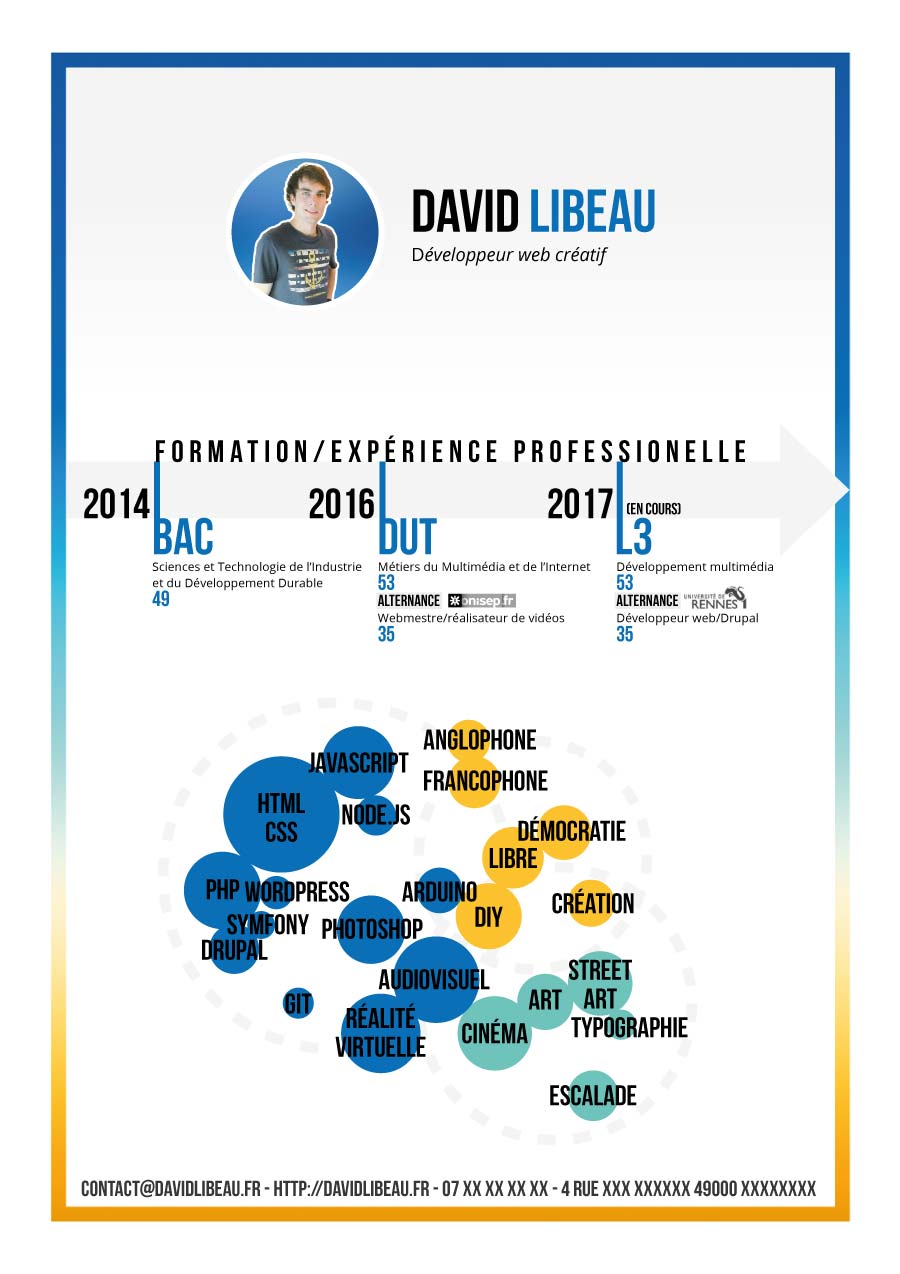 DAVID LIBEAU
Développeur web créatif
FORMATION/EXPÉRIENCE PROFESSIONELLE
2014
BAC
Sciences et Technologie de l'Industrie
et du Développement Durable
49
2016
DUT
Métiers du Multimédia et de l'Internet
53
ALTERNANCE onisep.fr
Webmestre/réalisateur de vidéos
35
2017 (EN COURS)
L3
Développement multimédia
53
ALTERNANCE UNIVERSITÉ DE
RENNES 1
Développeur web/Drupal
35
JAVASCRIPT
HTML
CSS
NODE.JS
PHP
WORDPRESS
SYMFONY
DRUPAL
PHOTOSHOP
ARDUINO
AUDIOVISUEL
GIT
RÉALITÉ
VIRTUELLE
ANGLOPHONE
FRANCOPHONE
DÉMOCRATIE
LIBRE
DIY
CRÉATION
STREET
ART
ART
TYPOGRAPHIE
CINÉMA
ESCALADE
CONTACT@DAVIDLIBEAU.FR - HTTP://DAVIDLIBEAU.FR - 07 XX XX XX XX - 4 RUE XXX XXXXXX 49000 XXXXXXXX